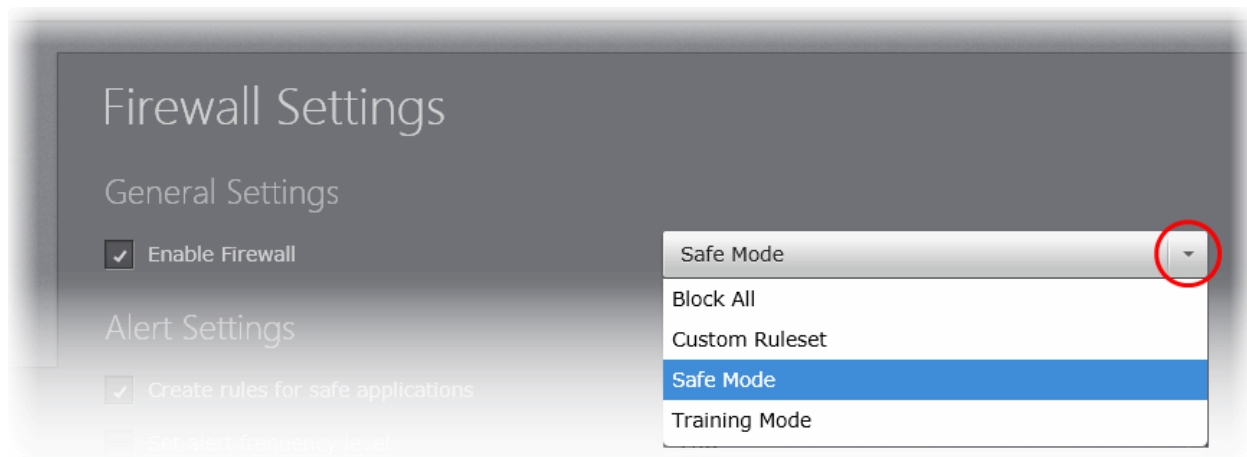 Firewall Settings
General Settings
Enable Firewall
Safe Mode
Block All
Custom Ruleset
Safe Mode
Training Mode
Alert Settings
Create rules for safe applications
Set alert frequency level